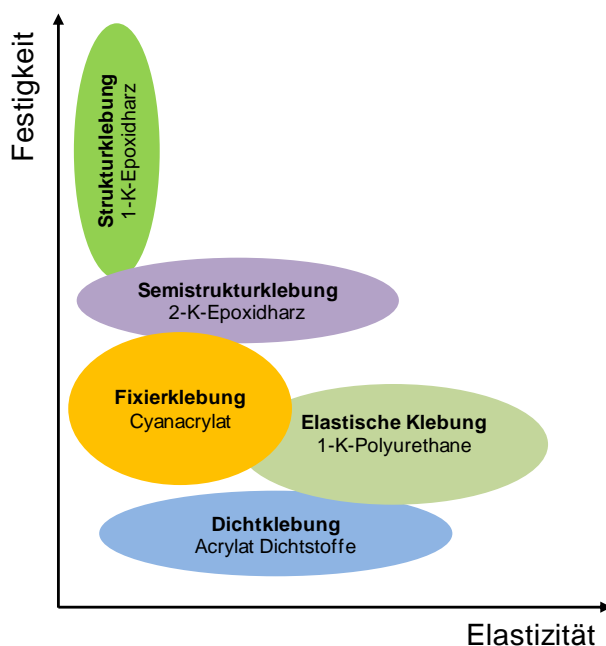 Festigkeit
Strukturklebung
1-K-Epoxidharz
Semistrukturklebung
2-K-Epoxidharz
Fixierklebung
Cyanacrylat
Elastische Klebung
1-K-Polyurethane
Dichtklebung
Acrylat Dichtstoffe
Elastizität